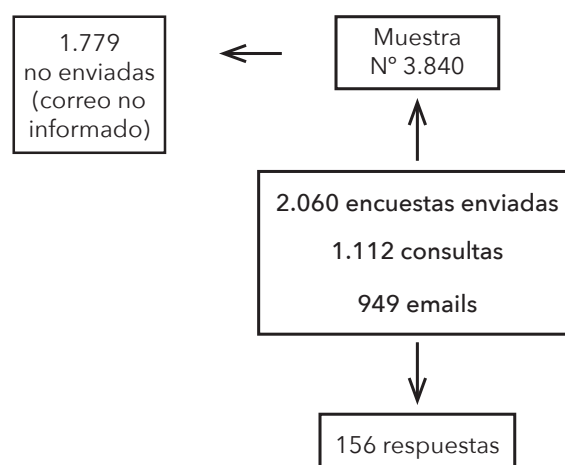 1.779
no enviadas
(correo no
informado)
Muestra
Nº 3.840
2.060 encuestas enviadas
1.112 consultas
949 emails
156 respuestas